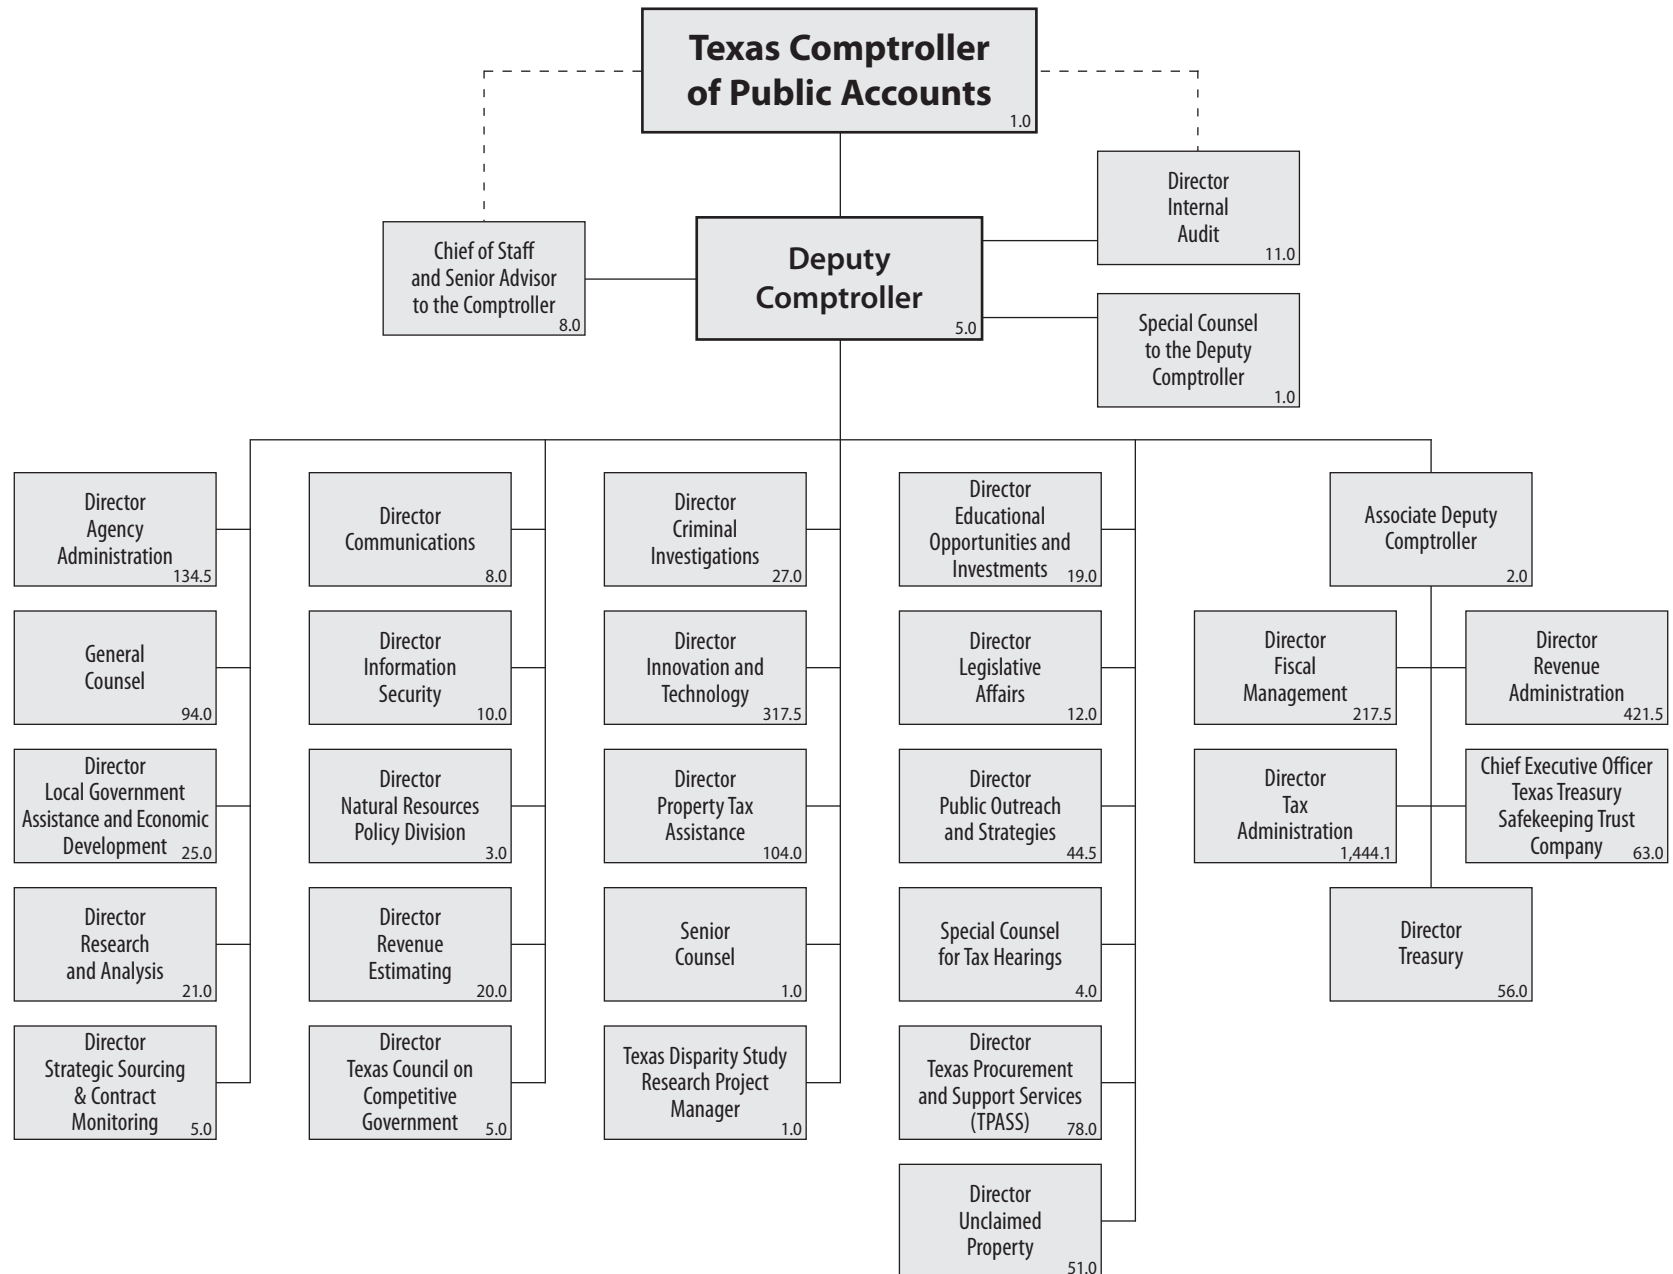 Texas Comptroller
of Public Accounts
1.0
Director
Internal
Audit
11.0
Chief of Staff
and Senior Advisor
to the Comptroller
8.0
Deputy
Comptroller
5.0
Special Counsel
to the Deputy
Comptroller
1.0
Director
Agency
Administration
134.5
Director
Communications
8.0
Director
Criminal
Investigations
27.0
Director
Educational
Opportunities and
Investments
19.0
Associate Deputy
Comptroller
2.0
General
Counsel
94.0
Director
Information
Security
10.0
Director
Innovation and
Technology
317.5
Director
Legislative
Affairs
12.0
Director
Fiscal
Management
217.5
Director
Revenue
Administration
421.5
Director
Local Government
Assistance and Economic
Development
25.0
Director
Natural Resources
Policy Division
3.0
Director
Property Tax
Assistance
104.0
Director
Public Outreach
and Strategies
44.5
Director
Tax
Administration
1,444.1
Chief Executive Officer
Texas Treasury
Safekeeping Trust
Company
63.0
Director
Research
and Analysis
21.0
Director
Revenue
Estimating
20.0
Senior
Counsel
1.0
Special Counsel
for Tax Hearings
4.0
Director
Treasury
56.0
Director
Strategic Sourcing
& Contract
Monitoring
5.0
Director
Texas Council on
Competitive
Government
5.0
Texas Disparity Study
Research Project
Manager
1.0
Director
Texas Procurement
and Support Services
(TPASS)
78.0
Director
Unclaimed
Property
51.0